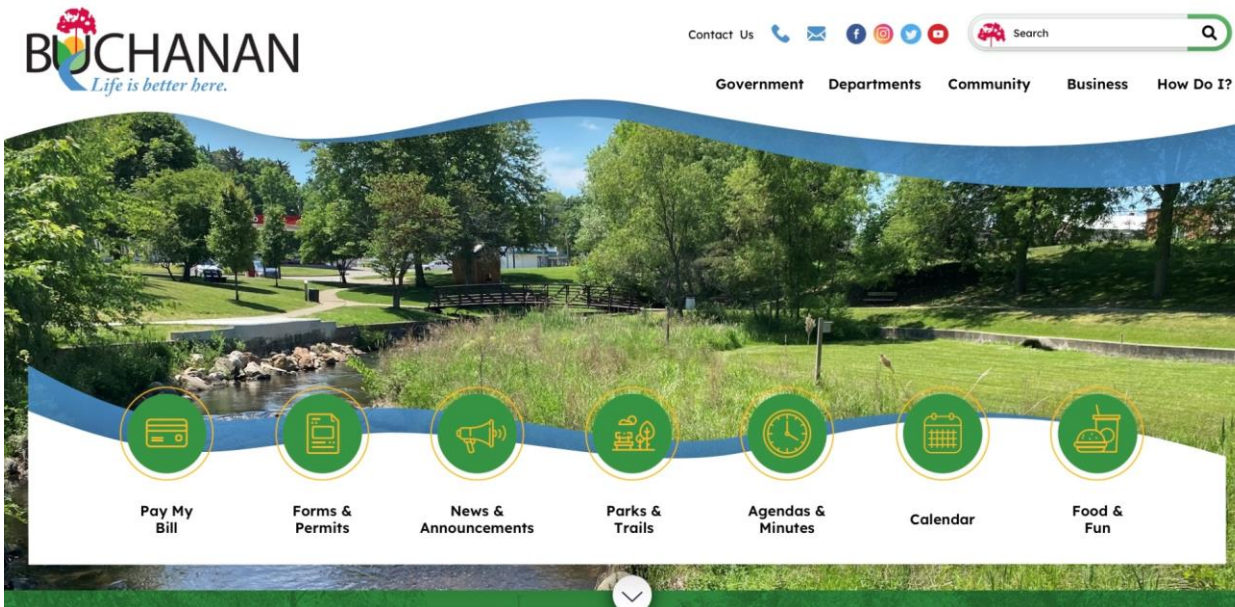 BUCHANAN
Life is better here.
Contact Us
Search
Government Departments Community Business How Do I?
Pay My
Bill
Forms &
Permits
News &
Announcements
Parks &
Trails
Agendas &
Minutes
Calendar
Food &
Fun